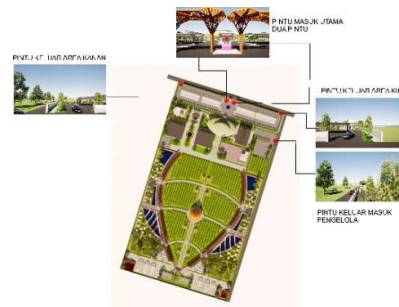 PINTU MASUK UTAMA
DUA PINTU
PINTU KELUAR AREA KANAN
PINTU KELUAR AREA
PINTU KELUAR MASUK
PENGELOLA